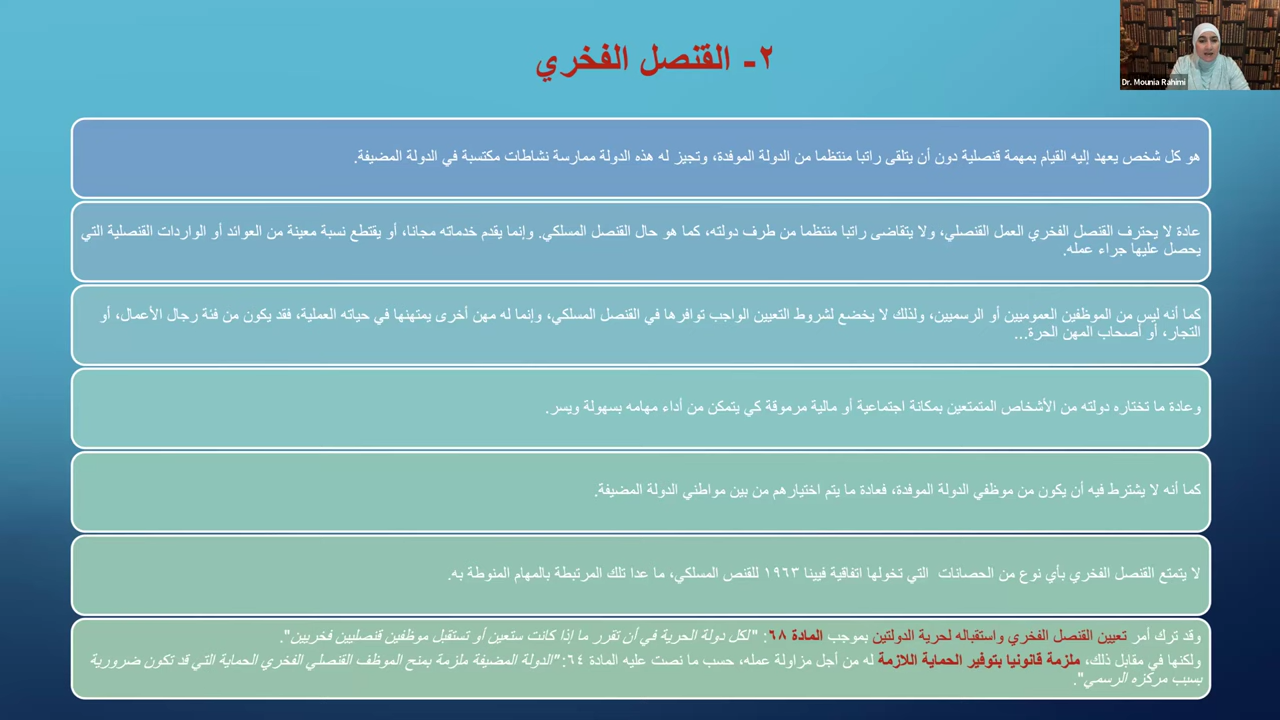 ٢- القنصل الفخري
Dr. Mounia Rahimi
هو كل شخص يعهد إليه القيام بمهمة قنصلية دون أن يتلقى راتبا منتظما من الدولة الموفدة، وتجيز له هذه الدولة ممارسة نشاطات مكتسبة في الدولة المضيفة.
عادة لا يحترف القنصل الفخري العمل القنصلي، ولا يتقاضى راتبا منتظما من طرف دولته، كما هو حال القنصل المسلكي. وإنما يقدم خدماته مجانا، أو يقتطع نسبة معينة من العوائد أو الواردات القنصلية التي
يحصل عليها جراء عمله.
كما أنه ليس من الموظفين العموميين أو الرسميين، ولذلك لا يخضع لشروط التعيين الواجب توافرها في القنصل المسلكي، وإنما له مهن أخرى يمتهنها في حياته العملية، فقد يكون من فئة رجال الأعمال، أو
التجار، أو أصحاب المهن الحرة...
وعادة ما تختاره دولته من الأشخاص المتمتعين بمكانة اجتماعية أو مالية مرموقة كي يتمكن من أداء مهامه بسهولة ويسر.
كما أنه لا يشترط فيه أن يكون من موظفي الدولة الموفدة، فعادة ما يتم اختيارهم من بين مواطني الدولة المضيفة.
لا يتمتع القنصل الفخري بأي نوع من الحصانات التي تخولها اتفاقية فيينا ١٩٦٣ للقنص المسلكي، ما عدا تلك المرتبطة بالمهام المنوطة به.
وقد ترك أمر تعيين القنصل الفخري واستقباله لحرية الدولتين بموجب المادة ٦٨: "لكل دولة الحرية في أن تقرر ما إذا كانت ستعين أو تستقبل موظفين قنصليين فخريين".
ولكنها في مقابل ذلك، ملزمة قانونيا بتوفير الحماية اللازمة له من أجل مزاولة عمله، حسب ما نصت عليه المادة ٦٤: "الدولة المضيفة ملزمة بمنح الموظف القنصلي الفخري الحماية التي قد تكون ضرورية
بسبب مركزه الرسمي".